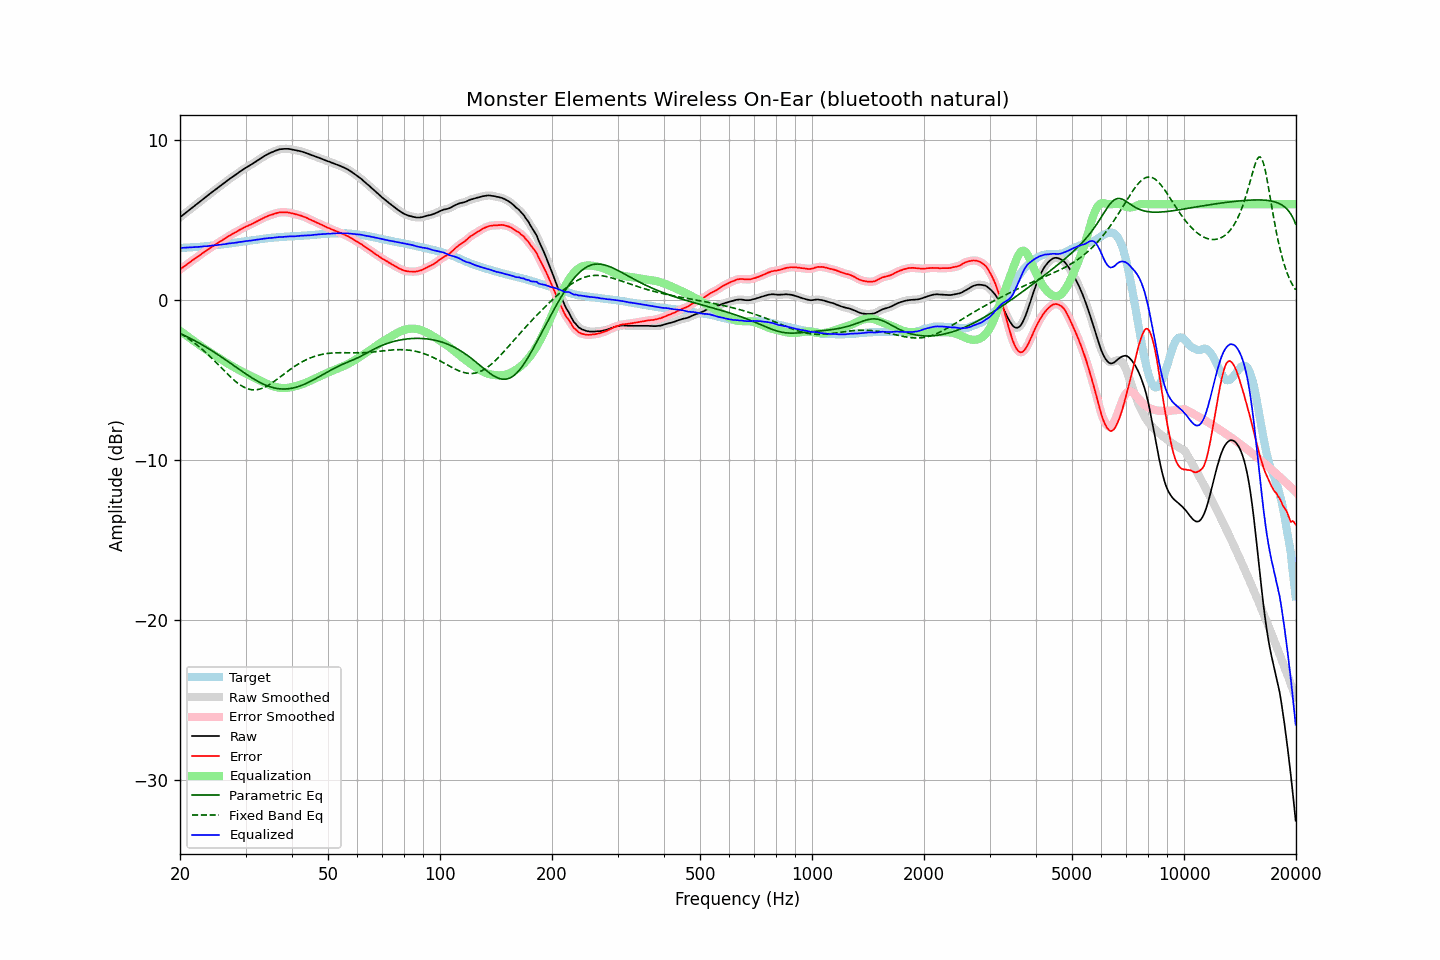 Monster Elements Wireless On-Ear (bluetooth natural)
10
0
−10
−20
−30
Amplitude (dBr)
Target
Raw Smoothed
Error Smoothed
Raw
Error
Equalization
Parametric Eq
Fixed Band Eq
Equalized
20 50 100 200 500 1000 2000 5000 10000 20000
Frequency (Hz)